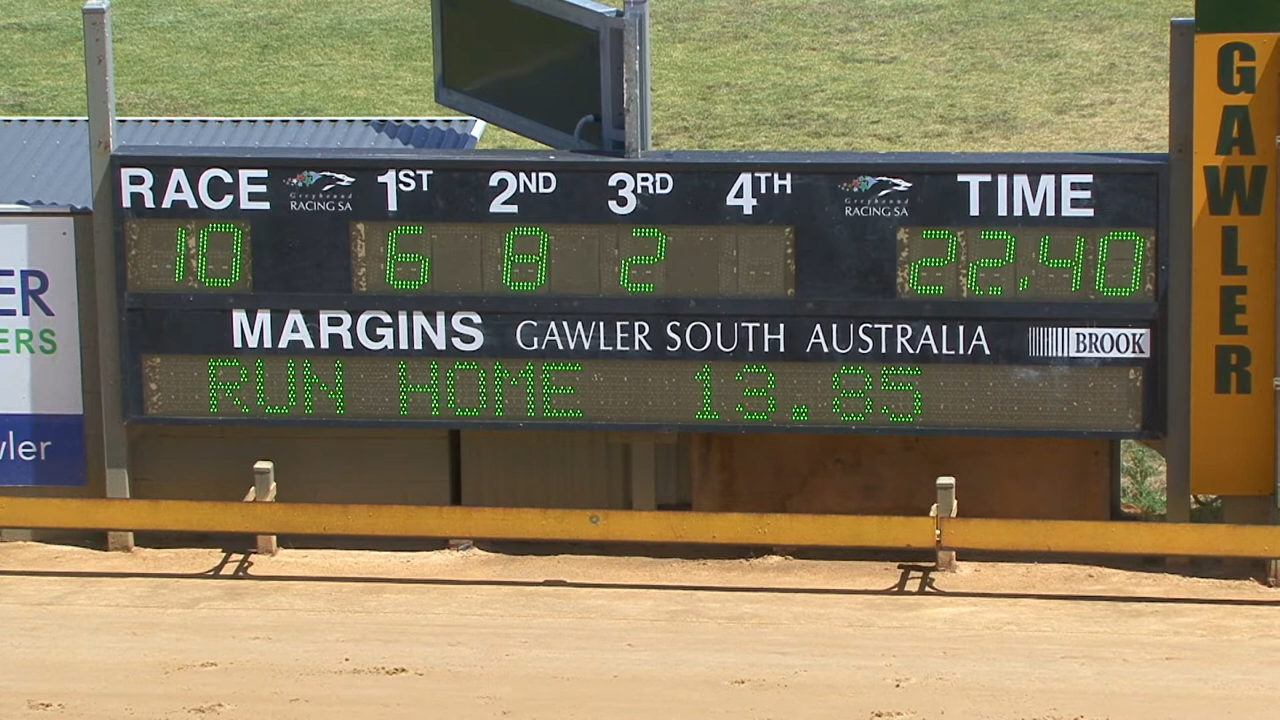 RACE Greyhound RACING SA 1ST 2ND 3RD 4TH Greyhound RACING SA TIME
10 6 8 2 22.40
MARGINS GAWLER SOUTH AUSTRALIA BROOK
RUN HOME 13.85
GAWLER
ER
ERS
wler